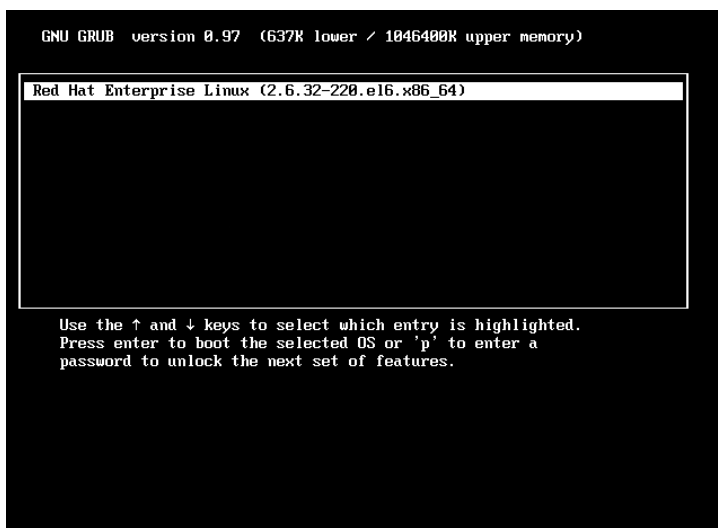 GNU GRUB version 0.97 (637K lower / 1046400K upper memory)
Red Hat Enterprise Linux (2.6.32-220.el6.x86_64)
Use the ↑ and ↓ keys to select which entry is highlighted.
Press enter to boot the selected OS or 'p' to enter a
password to unlock the next set of features.